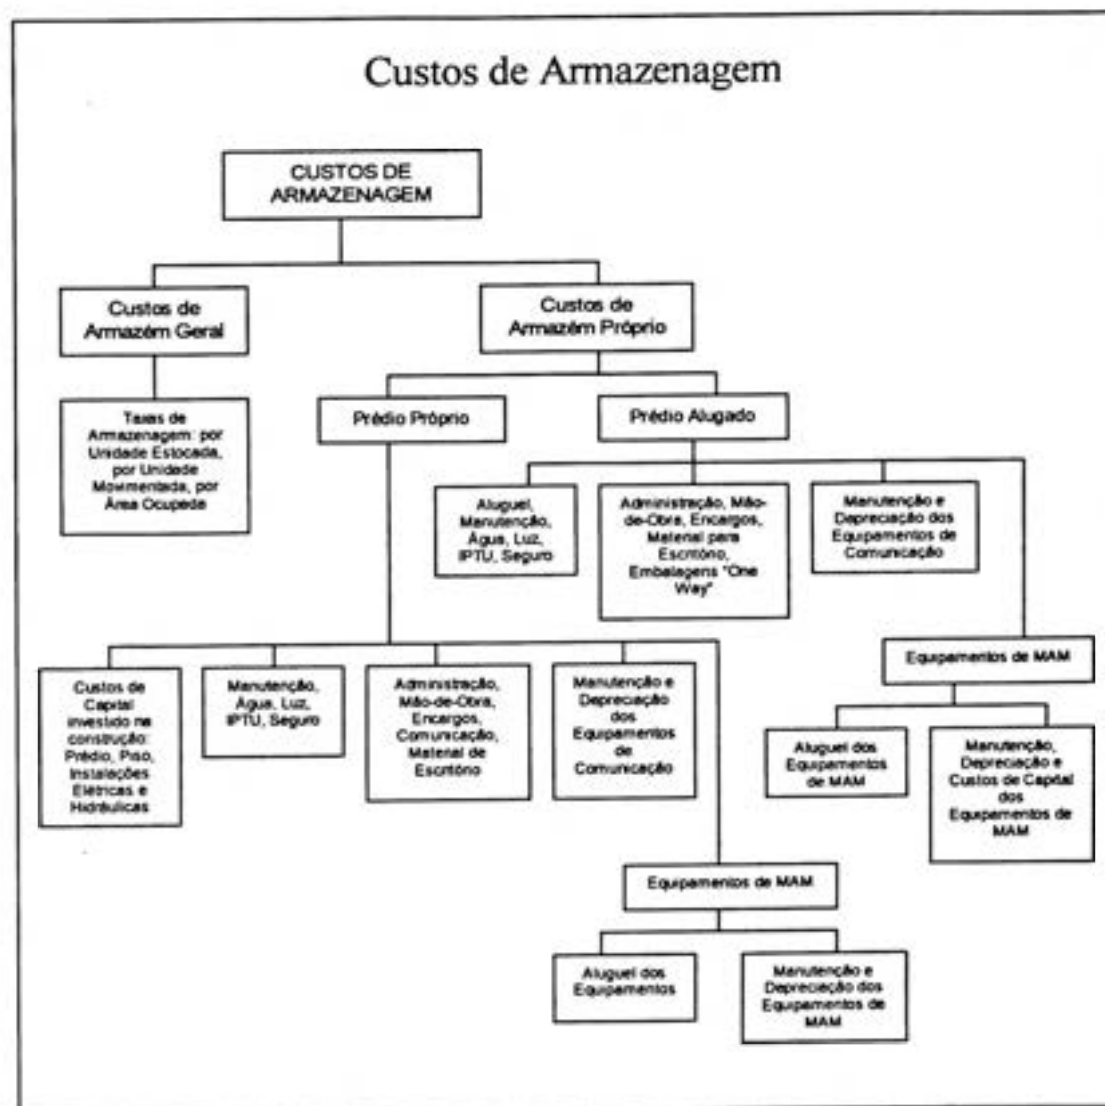 Custos de Armazenagem
CUSTOS DE
ARMAZENAGEM
Custos de
Armazém Geral
Custos de
Armazém Próprio
Taxas de
Armazenagem: por
Unidade Estocada,
por Unidade
Movimentada, por
Área Ocupada
Prédio Próprio
Prédio Alugado
Aluguel,
Manutenção,
Água, Luz,
IPTU, Seguro
Administração, Mão-
de-Obra, Encargos,
Material para
Escritório,
Embalagens "One
Way"
Manutenção e
Depreciação dos
Equipamentos de
Comunicação
Equipamentos de MAM
Aluguel dos
Equipamentos
de MAM
Manutenção,
Depreciação e
Custos de Capital
dos
Equipamentos de
MAM
Custos de
Capital
investido na
construção:
Prédio, Piso,
Instalações
Elétricas e
Hidráulicas
Manutenção,
Água, Luz,
IPTU, Seguro
Administração,
Mão-de-Obra,
Encargos,
Comunicação,
Material de
Escritório
Manutenção e
Depreciação
dos
Equipamentos
de
Comunicação
Equipamentos de MAM
Aluguel dos
Equipamentos
Manutenção e
Depreciação dos
Equipamentos de
MAM